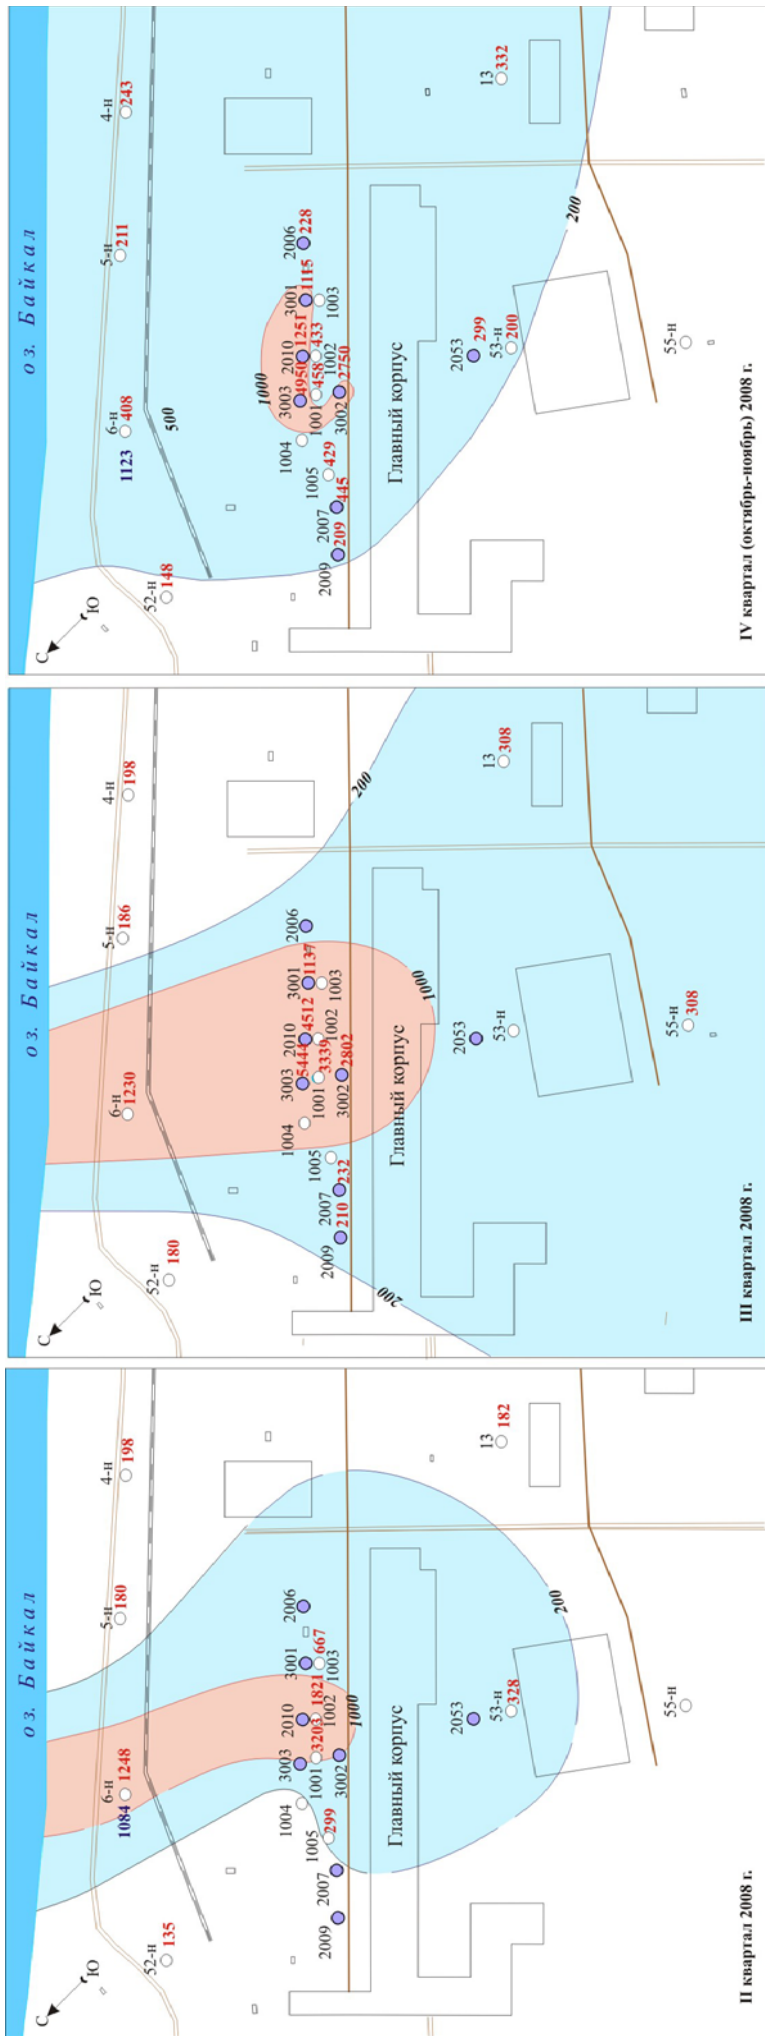 оз. Байкал
С
Ю
52-н
135
6-н
1248
1084
5-н
180
4-н
198
1004
3003
2010
3001
2006
3203
1821
667
1001
1002
1003
1005
299
2007
2009
3002
1000
Главный корпус
2053
53-н
328
200
13
182
55-н
II квартал 2008 г.
оз. Байкал
С
Ю
52-н
180
6-н
1230
5-н
186
4-н
198
200
1004
3003
5444
2010
4512
3001
1137
2006
1001
3339
1002
1003
1005
2007
232
2009
210
3002
2802
1000
200
Главный корпус
2053
53-н
13
308
55-н
308
III квартал 2008 г.
оз. Байкал
С
Ю
52-н
148
6-н
408
1123
500
5-н
211
4-н
243
1000
1004
3003
4950
2010
1251
3001
1115
2006
228
1001
458
1002
433
1003
1005
429
2007
445
2009
209
3002
2750
Главный корпус
2053
299
53-н
200
200
13
332
55-н
IV квартал (октябрь-ноябрь) 2008 г.